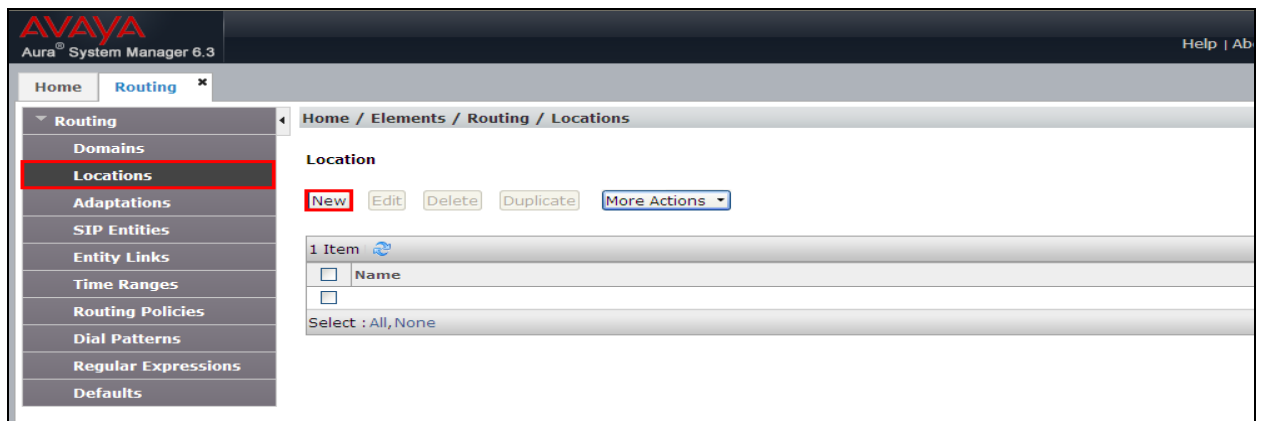 AVAYA
Aura® System Manager 6.3
Help | Ab
Home
Routing ×
Routing
Domains
Locations
Adaptations
SIP Entities
Entity Links
Time Ranges
Routing Policies
Dial Patterns
Regular Expressions
Defaults
Home / Elements / Routing / Locations
Location
New Edit Delete Duplicate More Actions
1 Item
Name
Select : All, None